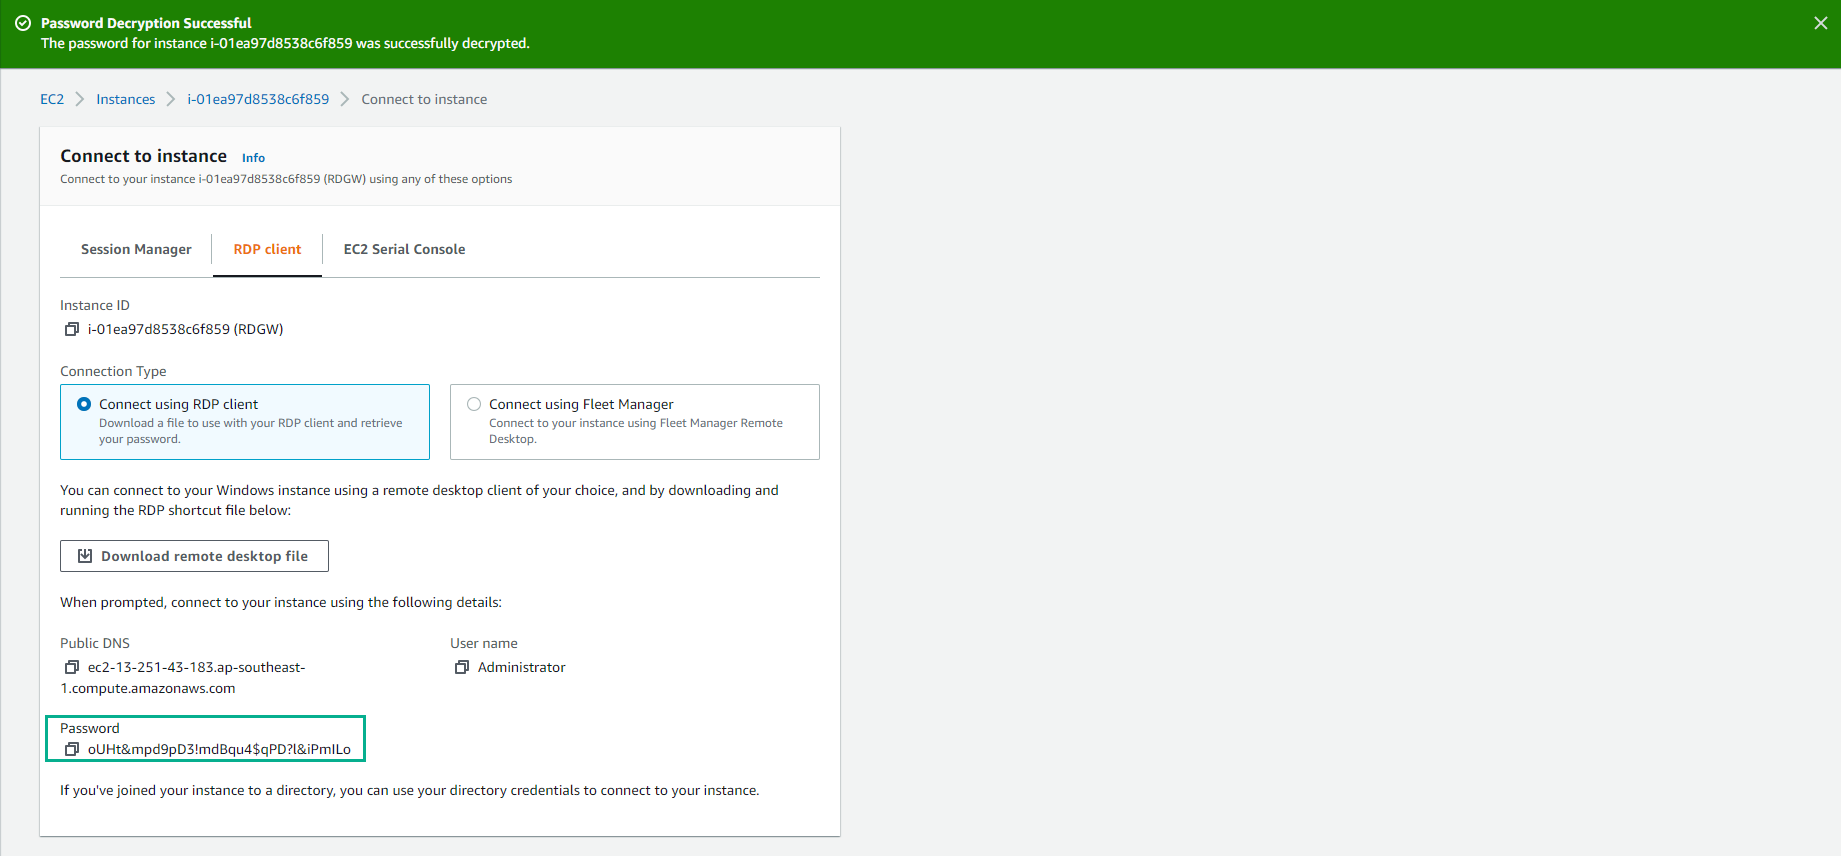 Password Decryption Successful
The password for instance i-01ea97d8538c6f859 was successfully decrypted.
EC2 > Instances > i-01ea97d8538c6f859 > Connect to instance
Connect to instance Info
Connect to your instance i-01ea97d8538c6f859 (RDGW) using any of these options
Session Manager RDP client EC2 Serial Console
Instance ID
i-01ea97d8538c6f859 (RDGW)
Connection Type
Connect using RDP client
Download a file to use with your RDP client and retrieve
your password.
Connect using Fleet Manager
Connect to your instance using Fleet Manager Remote
Desktop.
You can connect to your Windows instance using a remote desktop client of your choice, and by downloading and
running the RDP shortcut file below:
Download remote desktop file
When prompted, connect to your instance using the following details:
Public DNS
ec2-13-251-43-183.ap-southeast-
1.compute.amazonaws.com
User name
Administrator
Password
oUHt&mpd9pD3!mdBqu4$qPD?l&iPmILo
If you've joined your instance to a directory, you can use your directory credentials to connect to your instance.